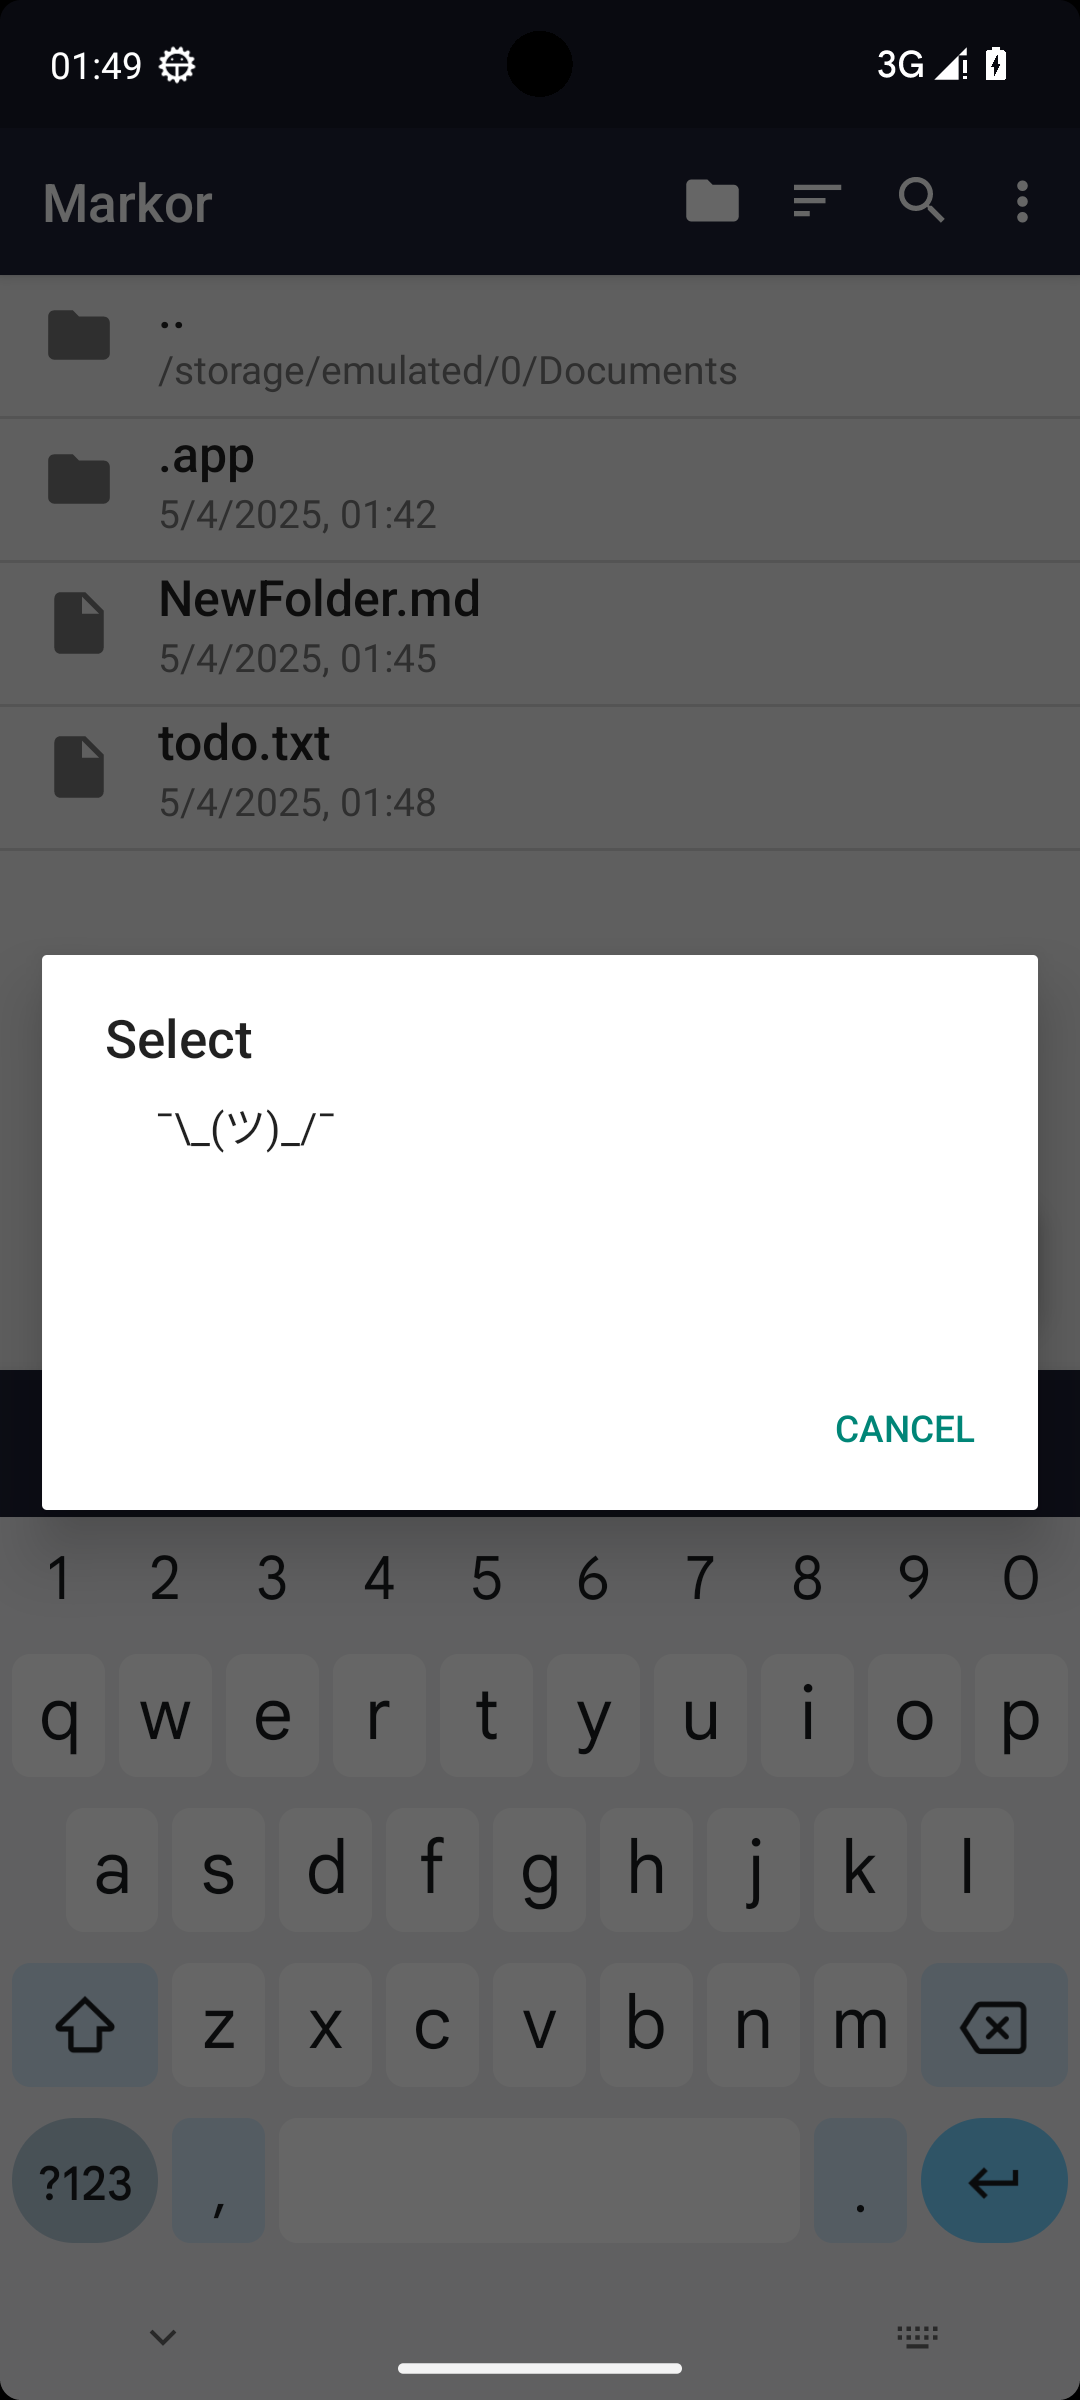 01:49
3G
Markor
..
/storage/emulated/0/Documents
.app
5/4/2025, 01:42
NewFolder.md
5/4/2025, 01:45
todo.txt
5/4/2025, 01:48
Select
¯\_(ツ)_/¯
CANCEL
1 2 3 4 5 6 7 8 9 0
q w e r t y u i o p
a s d f g h j k l
z x c v b n m
?123 , .